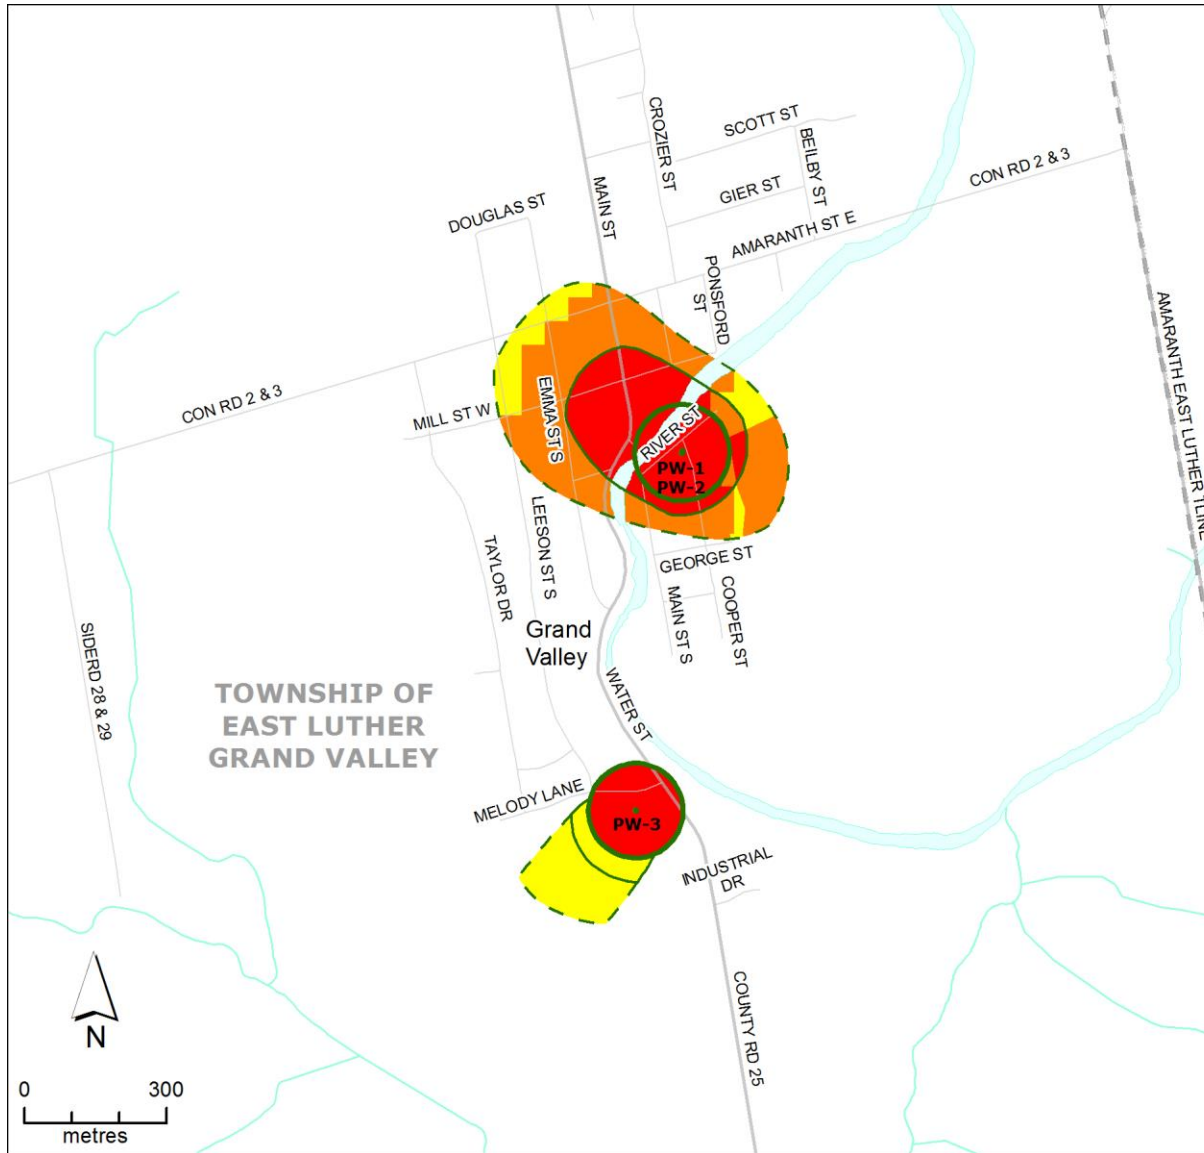 CROZIER ST
SCOTT ST
BEILBY ST
CON RD 2 & 3
MAIN ST
GIER ST
DOUGLAS ST
AMARANTH ST E
PONSFORD
ST
AMARANTH EAST LUTHER TLINE
CON RD 2 & 3
MILL ST W
EMMA ST S
RIVER ST
PW-1
PW-2
LEESON ST S
TAYLOR DR
GEORGE ST
MAIN ST S
COOPER ST
Grand
Valley
SIDERD 28 & 29
WATER ST
TOWNSHIP OF
EAST LUTHER
GRAND VALLEY
MELODY LANE
PW-3
INDUSTRIAL
DR
COUNTY RD 25
N
0 300
metres